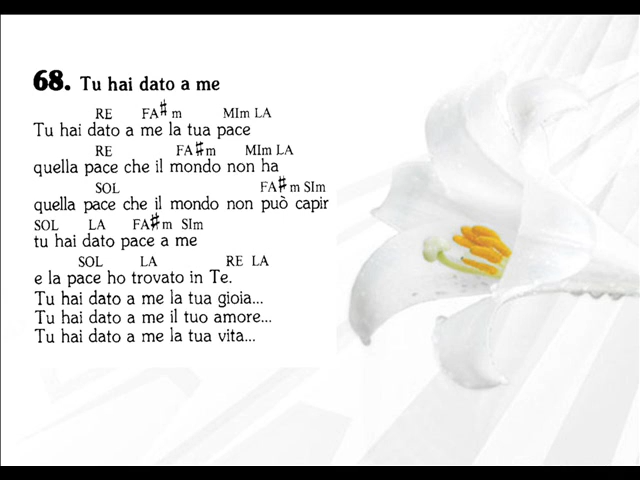 68. Tu hai dato a me
RE FA♯m MIm LA
Tu hai dato a me la tua pace
RE FA♯m MIm LA
quella pace che il mondo non ha
SOL FA♯m SIm
quella pace che il mondo non può capir
SOL LA FA♯m SIm
tu hai dato pace a me
SOL LA RE LA
e la pace ho trovato in Te.
Tu hai dato a me la tua gioia...
Tu hai dato a me il tuo amore...
Tu hai dato a me la tua vita...